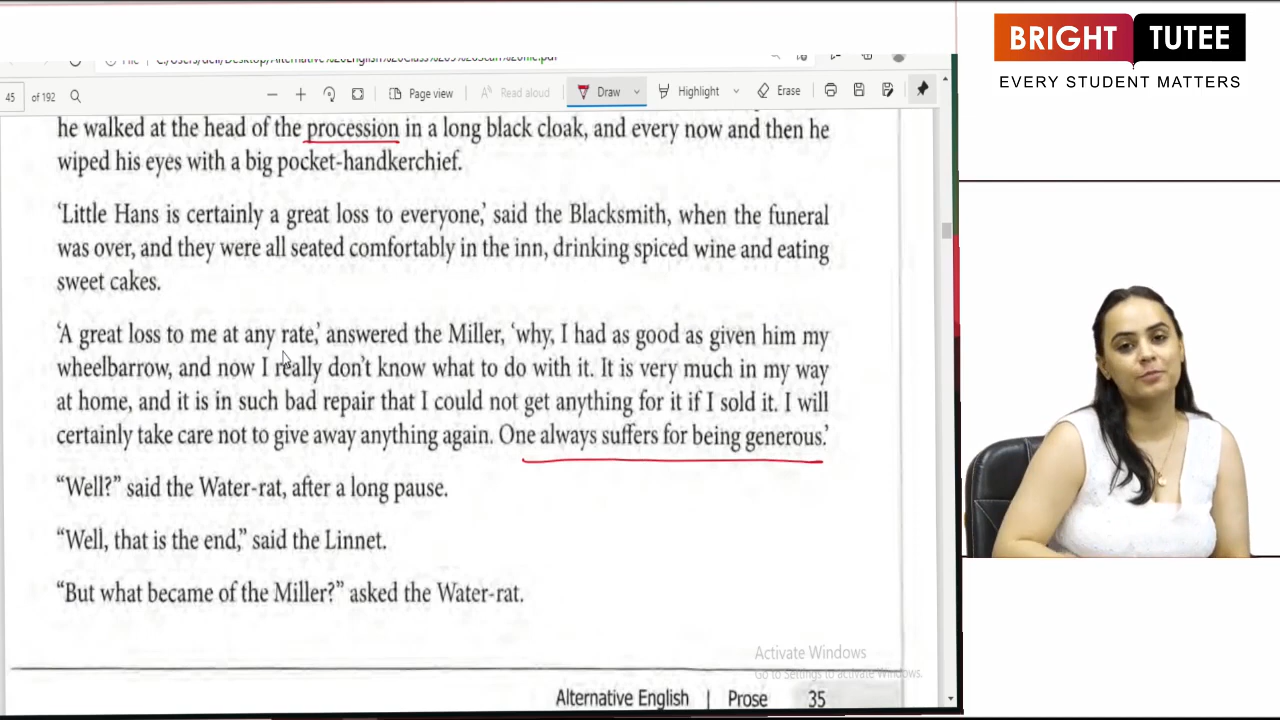 BRIGHT TUTEE
EVERY STUDENT MATTERS
45 of 192
Page view
Read aloud
Draw
Highlight
Erase
he walked at the head of the procession in a long black cloak, and every now and then he
wiped his eyes with a big pocket-handkerchief.
‘Little Hans is certainly a great loss to everyone,’ said the Blacksmith, when the funeral
was over, and they were all seated comfortably in the inn, drinking spiced wine and eating
sweet cakes.
‘A great loss to me at any rate,’ answered the Miller, ‘why, I had as good as given him my
wheelbarrow, and now I really don’t know what to do with it. It is very much in my way
at home, and it is in such bad repair that I could not get anything for it if I sold it. I will
certainly take care not to give away anything again. One always suffers for being generous.’
“Well?” said the Water-rat, after a long pause.
“Well, that is the end,” said the Linnet.
“But what became of the Miller?” asked the Water-rat.
Activate Windows
Go to Settings to activate Windows.
Alternative English | Prose 35